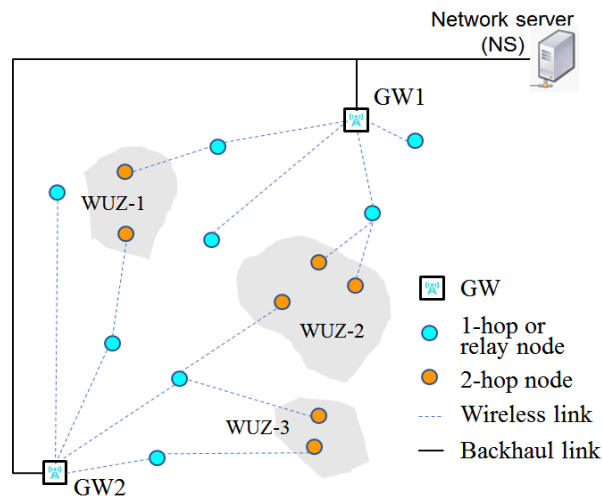 Network server
(NS)
GW1
WUZ-1
WUZ-2
GW
1-hop or
relay node
2-hop node
WUZ-3
Wireless link
Backhaul link
GW2